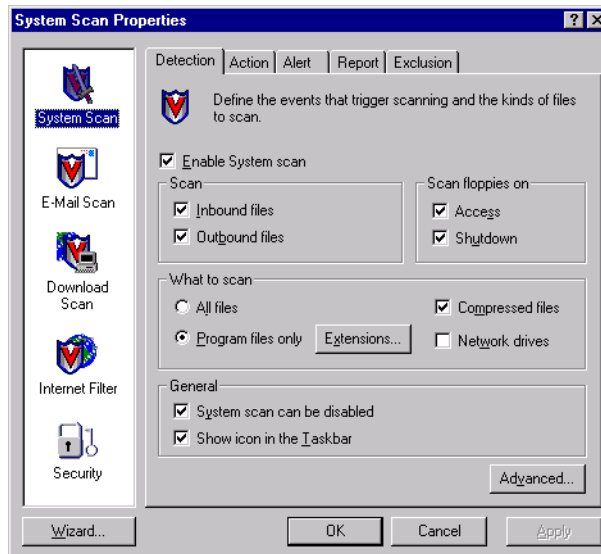 System Scan Properties
System Scan
E-Mail Scan
Download
Scan
Internet Filter
Security
Detection
Action
Alert
Report
Exclusion
Define the events that trigger scanning and the kinds of files
to scan.
Enable System scan
Scan
Inbound files
Outbound files
Scan floppies on
Access
Shutdown
What to scan
All files
Program files only
Extensions...
Compressed files
Network drives
General
System scan can be disabled
Show icon in the Taskbar
Advanced...
Wizard...
OK
Cancel
Apply